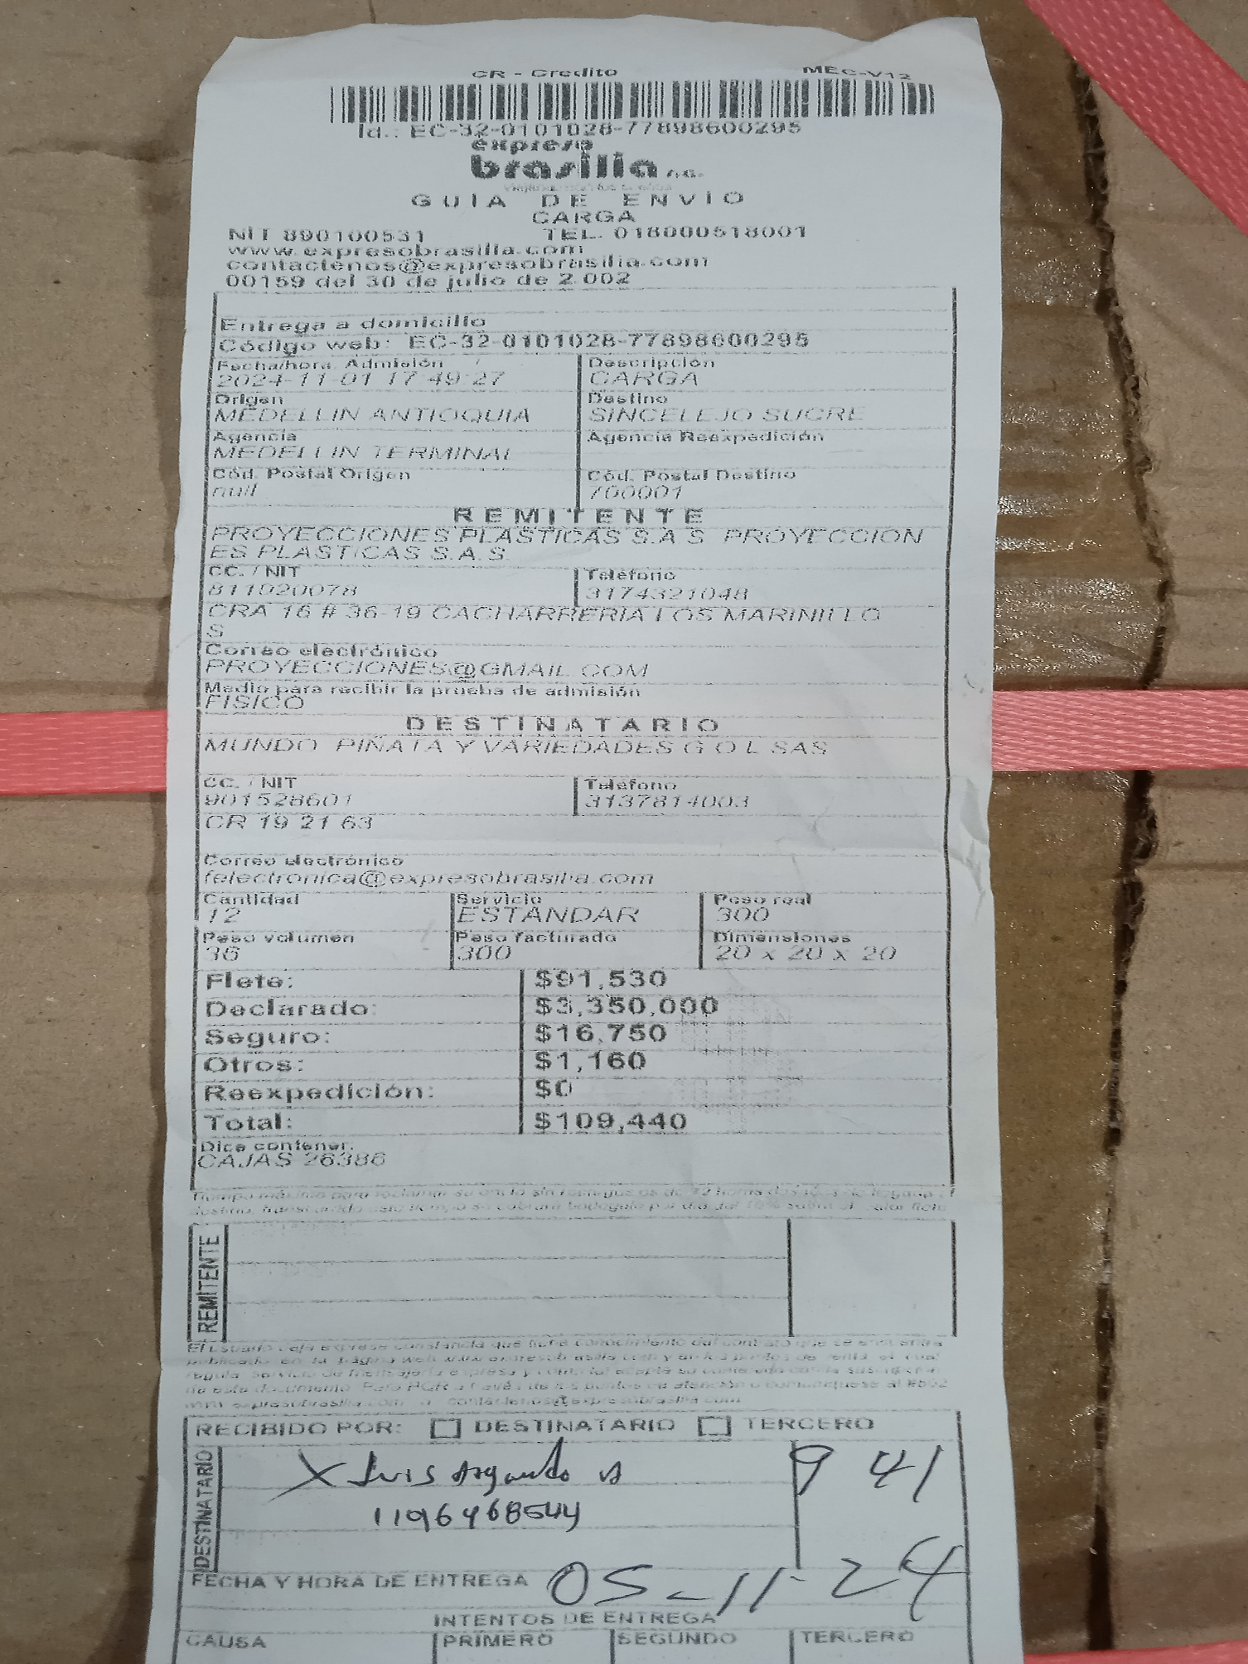 CR - Credito MEC-V12
Id.: EC-32-0101028-77898600295
expreso
brasilia S.A.
GUIA DE ENVIO
CARGA
NIT 890100531 TEL. 018000518001
www.expresobrasilia.com
contactenos@expresobrasilia.com
00159 del 30 de julio de 2.002
Entrega a domicilio
Código web: EC-32-0101028-77898600295
Fecha/hora Admisión Descripción
2024-11-01 17:49:27 CARGA
Origen Destino
MEDELLIN ANTIOQUIA SINCELEJO SUCRE
Agencia Agencia Reexpedición
MEDELLIN TERMINAL
Cód. Postal Origen Cód. Postal Destino
null 700001
REMITENTE
PROYECCIONES PLASTICAS S.A.S PROYECCION
ES PLASTICAS S.A.S
CC. / NIT Teléfono
811020078 3174321048
CRA 16 # 36-19 CACHARRERIA LOS MARINILLO
S
Correo electrónico
PROYECCIONES@GMAIL.COM
Medio para recibir la prueba de admisión
FISICO
DESTINATARIO
MUNDO PIÑATA Y VARIEDADES G O L SAS
CC. / NIT Teléfono
901528601 3137814003
CR 19 21 63
Correo electrónico
felectronica@expresobrasilia.com
Cantidad Servicio Peso real
12 ESTANDAR 300
Peso volumen Peso facturado Dimensiones
36 300 20 x 20 x 20
Flete: $91,530
Declarado: $3,350,000
Seguro: $16,750
Otros: $1,160
Reexpedición: $0
Total: $109,440
Dice contener:
CAJAS 26386
REMITENTE
RECIBIDO POR: DESTINATARIO TERCERO
DESTINATARIO
X Luis 9 41
1196468544
FECHA Y HORA DE ENTREGA 05-11-24
INTENTOS DE ENTREGA
CAUSA PRIMERO SEGUNDO TERCERO